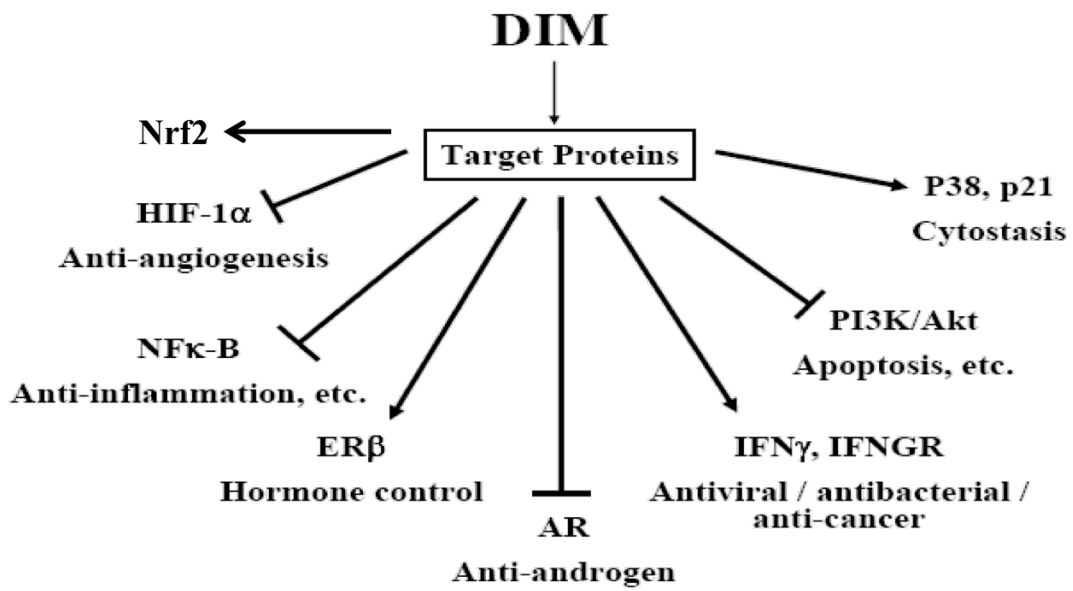 DIM
Nrf2
Target Proteins
P38, p21
Cytostasis
HIF-1α
Anti-angiogenesis
PI3K/Akt
Apoptosis, etc.
NFκ-B
Anti-inflammation, etc.
ERβ
Hormone control
IFNγ, IFNGR
Antiviral / antibacterial /
anti-cancer
AR
Anti-androgen